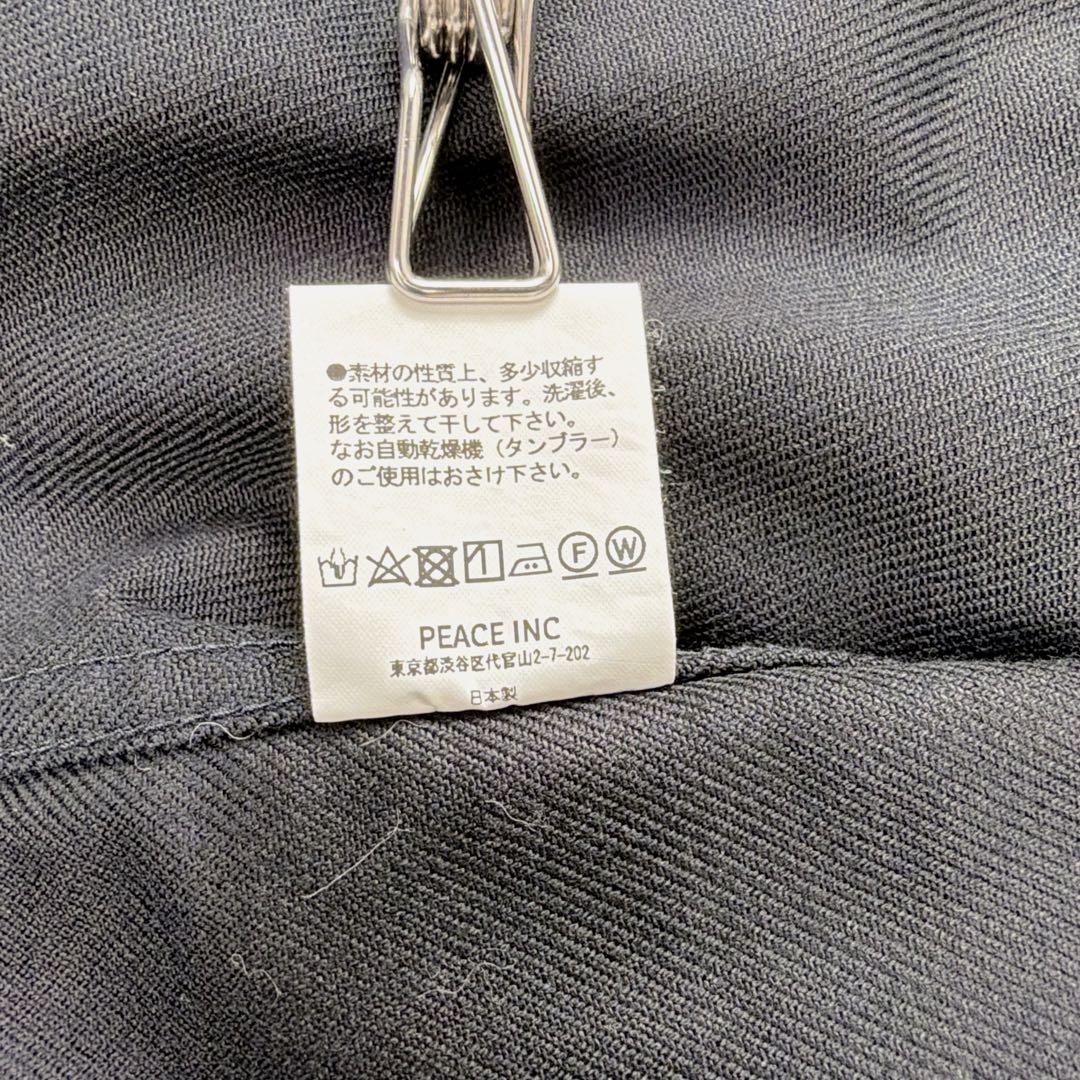 ●素材の性質上、多少収縮す
る可能性があります。洗濯後、
形を整えて干して下さい。
なお自動乾燥機（タンブラー）
のご使用はおさけ下さい。
F W
PEACE INC
東京都渋谷区代官山2-7-202
日本製